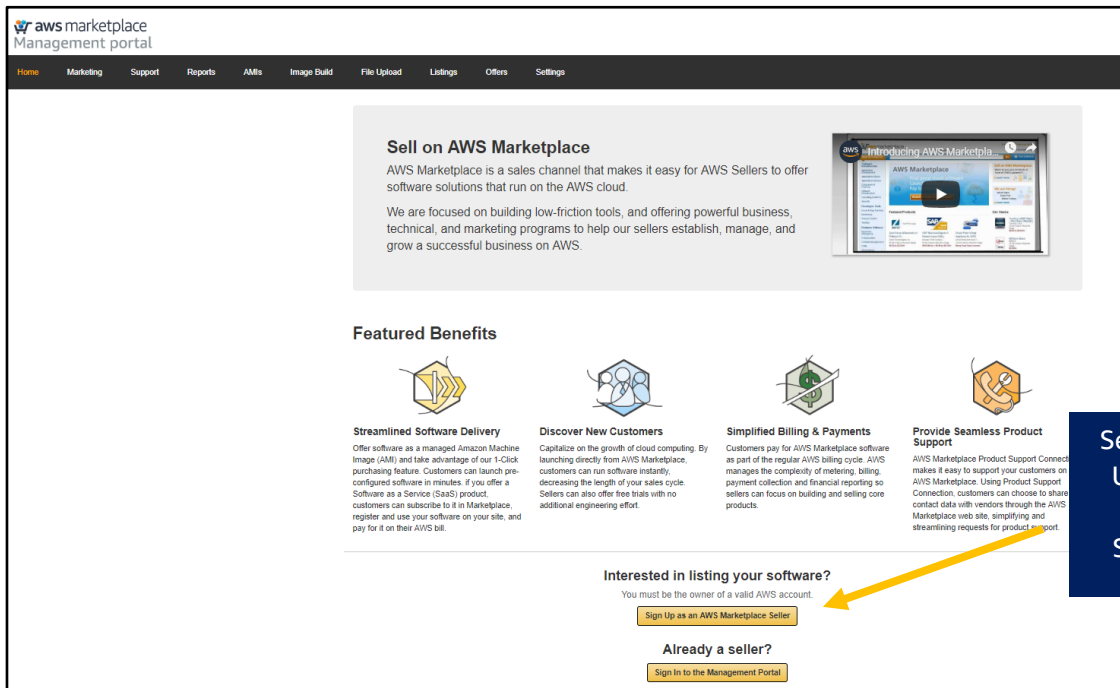 aws marketplace
Management portal
Home Marketing Support Reports AMIs Image Build File Upload Listings Offers Settings
Sell on AWS Marketplace
AWS Marketplace is a sales channel that makes it easy for AWS Sellers to offer
software solutions that run on the AWS cloud.
We are focused on building low-friction tools, and offering powerful business,
technical, and marketing programs to help our sellers establish, manage, and
grow a successful business on AWS.
aws Introducing AWS Marketpla...
AWS Marketplace
Featured Benefits
Streamlined Software Delivery
Offer software as a managed Amazon Machine
Image (AMI) and take advantage of our 1-Click
purchasing feature. Customers can launch pre-
configured software in minutes. if you offer a
Software as a Service (SaaS) product,
customers can subscribe to it in Marketplace,
register and use your software on your site, and
pay for it on their AWS bill.
Discover New Customers
Capitalize on the growth of cloud computing. By
launching directly from AWS Marketplace,
customers can run software instantly,
decreasing the length of your sales cycle.
Sellers can also offer free trials with no
additional engineering effort.
Simplified Billing & Payments
Customers pay for AWS Marketplace software
as part of the regular AWS billing cycle. AWS
manages the complexity of metering, billing,
payment collection and financial reporting so
sellers can focus on building and selling core
products.
Provide Seamless Product
Support
AWS Marketplace Product Support Connect
makes it easy to support your customers on
AWS Marketplace. Using Product Support
Connection, customers can choose to share
contact data with vendors through the AWS
Marketplace web site, simplifying and
streamlining requests for product support.
Interested in listing your software?
You must be the owner of a valid AWS account.
Sign Up as an AWS Marketplace Seller
Already a seller?
Sign In to the Management Portal